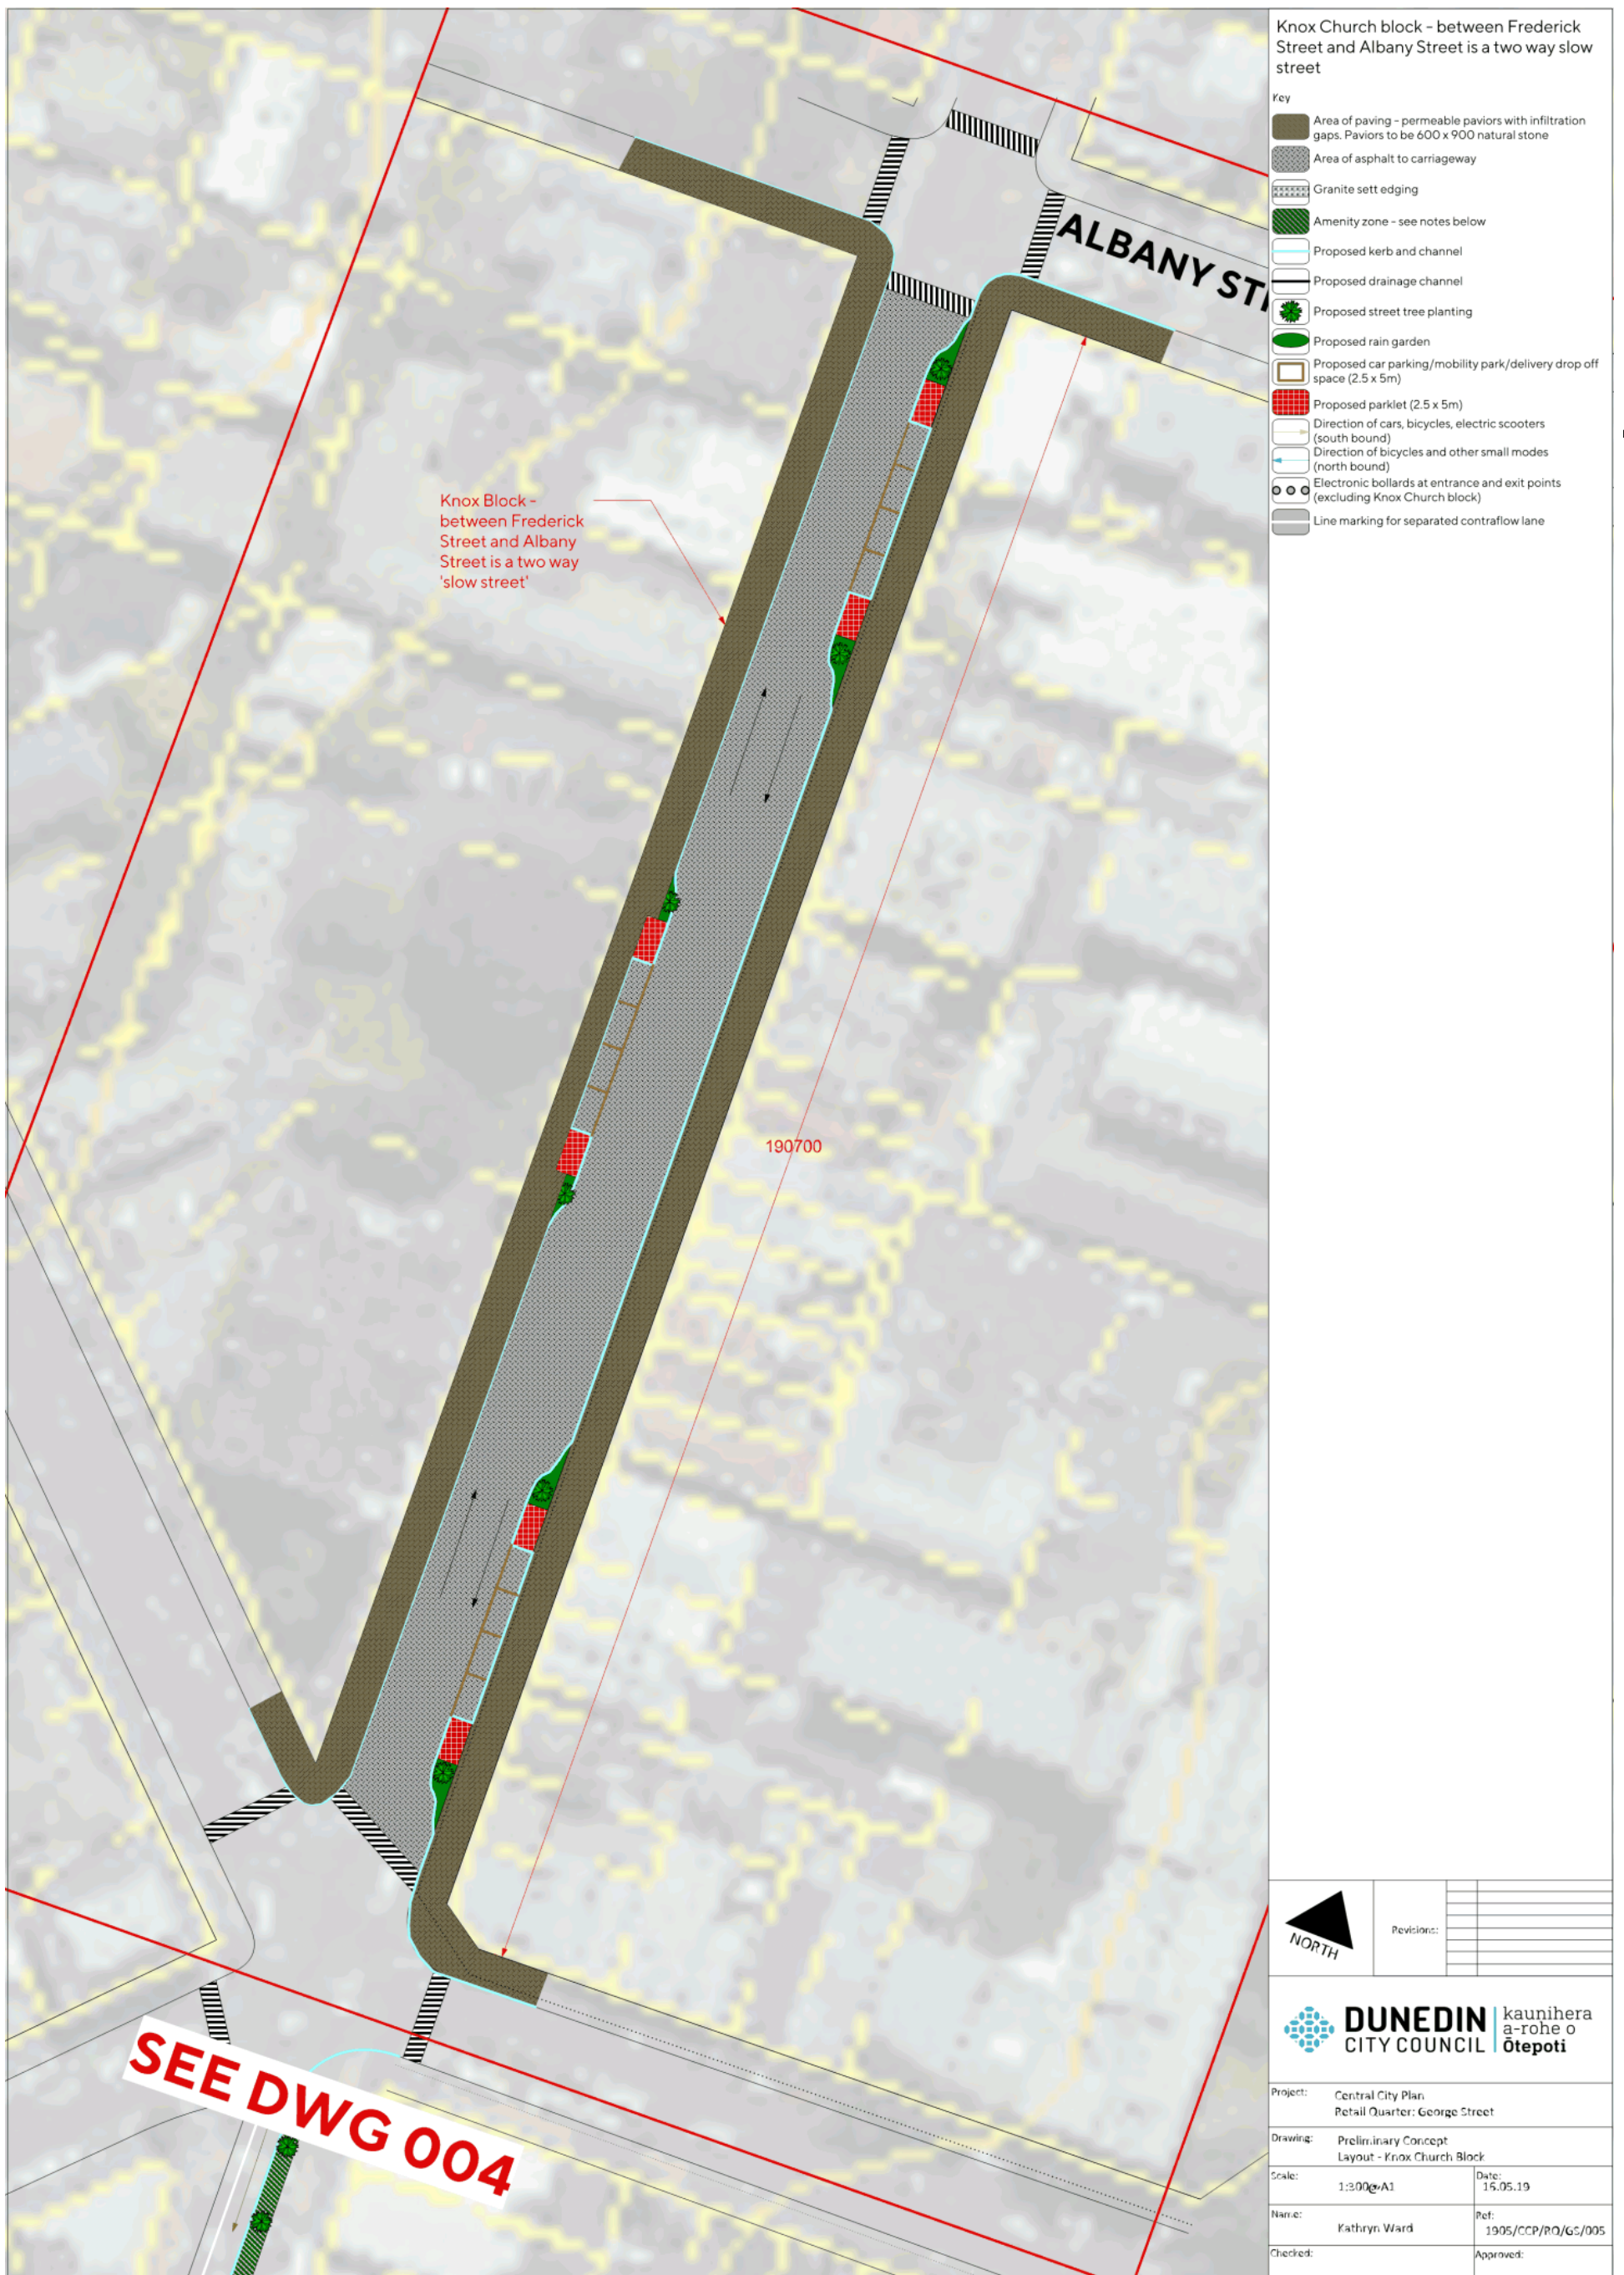 Knox Church block - between Frederick
Street and Albany Street is a two way slow
street
Key
Area of paving - permeable paviors with infiltration
gaps. Paviors to be 600 x 900 natural stone
Area of asphalt to carriageway
Granite sett edging
Amenity zone - see notes below
Proposed kerb and channel
Proposed drainage channel
Proposed street tree planting
Proposed rain garden
Proposed car parking/mobility park/delivery drop off
space (2.5 x 5m)
Proposed parklet (2.5 x 5m)
Direction of cars, bicycles, electric scooters
(south bound)
Direction of bicycles and other small modes
(north bound)
Electronic bollards at entrance and exit points
(excluding Knox Church block)
Line marking for separated contraflow lane
ALBANY ST
Knox Block -
between Frederick
Street and Albany
Street is a two way
'slow street'
190700
SEE DWG 004
NORTH
Revisions:
DUNEDIN
CITY COUNCIL
kaunihera
a-rohe o
Ōtepoti
Project:
Central City Plan
Retail Quarter: George Street
Drawing:
Preliminary Concept
Layout - Knox Church Block
Scale:
1:300@A1
Date:
16.05.19
Name:
Kathryn Ward
Ref:
1905/CCP/RQ/GS/005
Checked:
Approved: